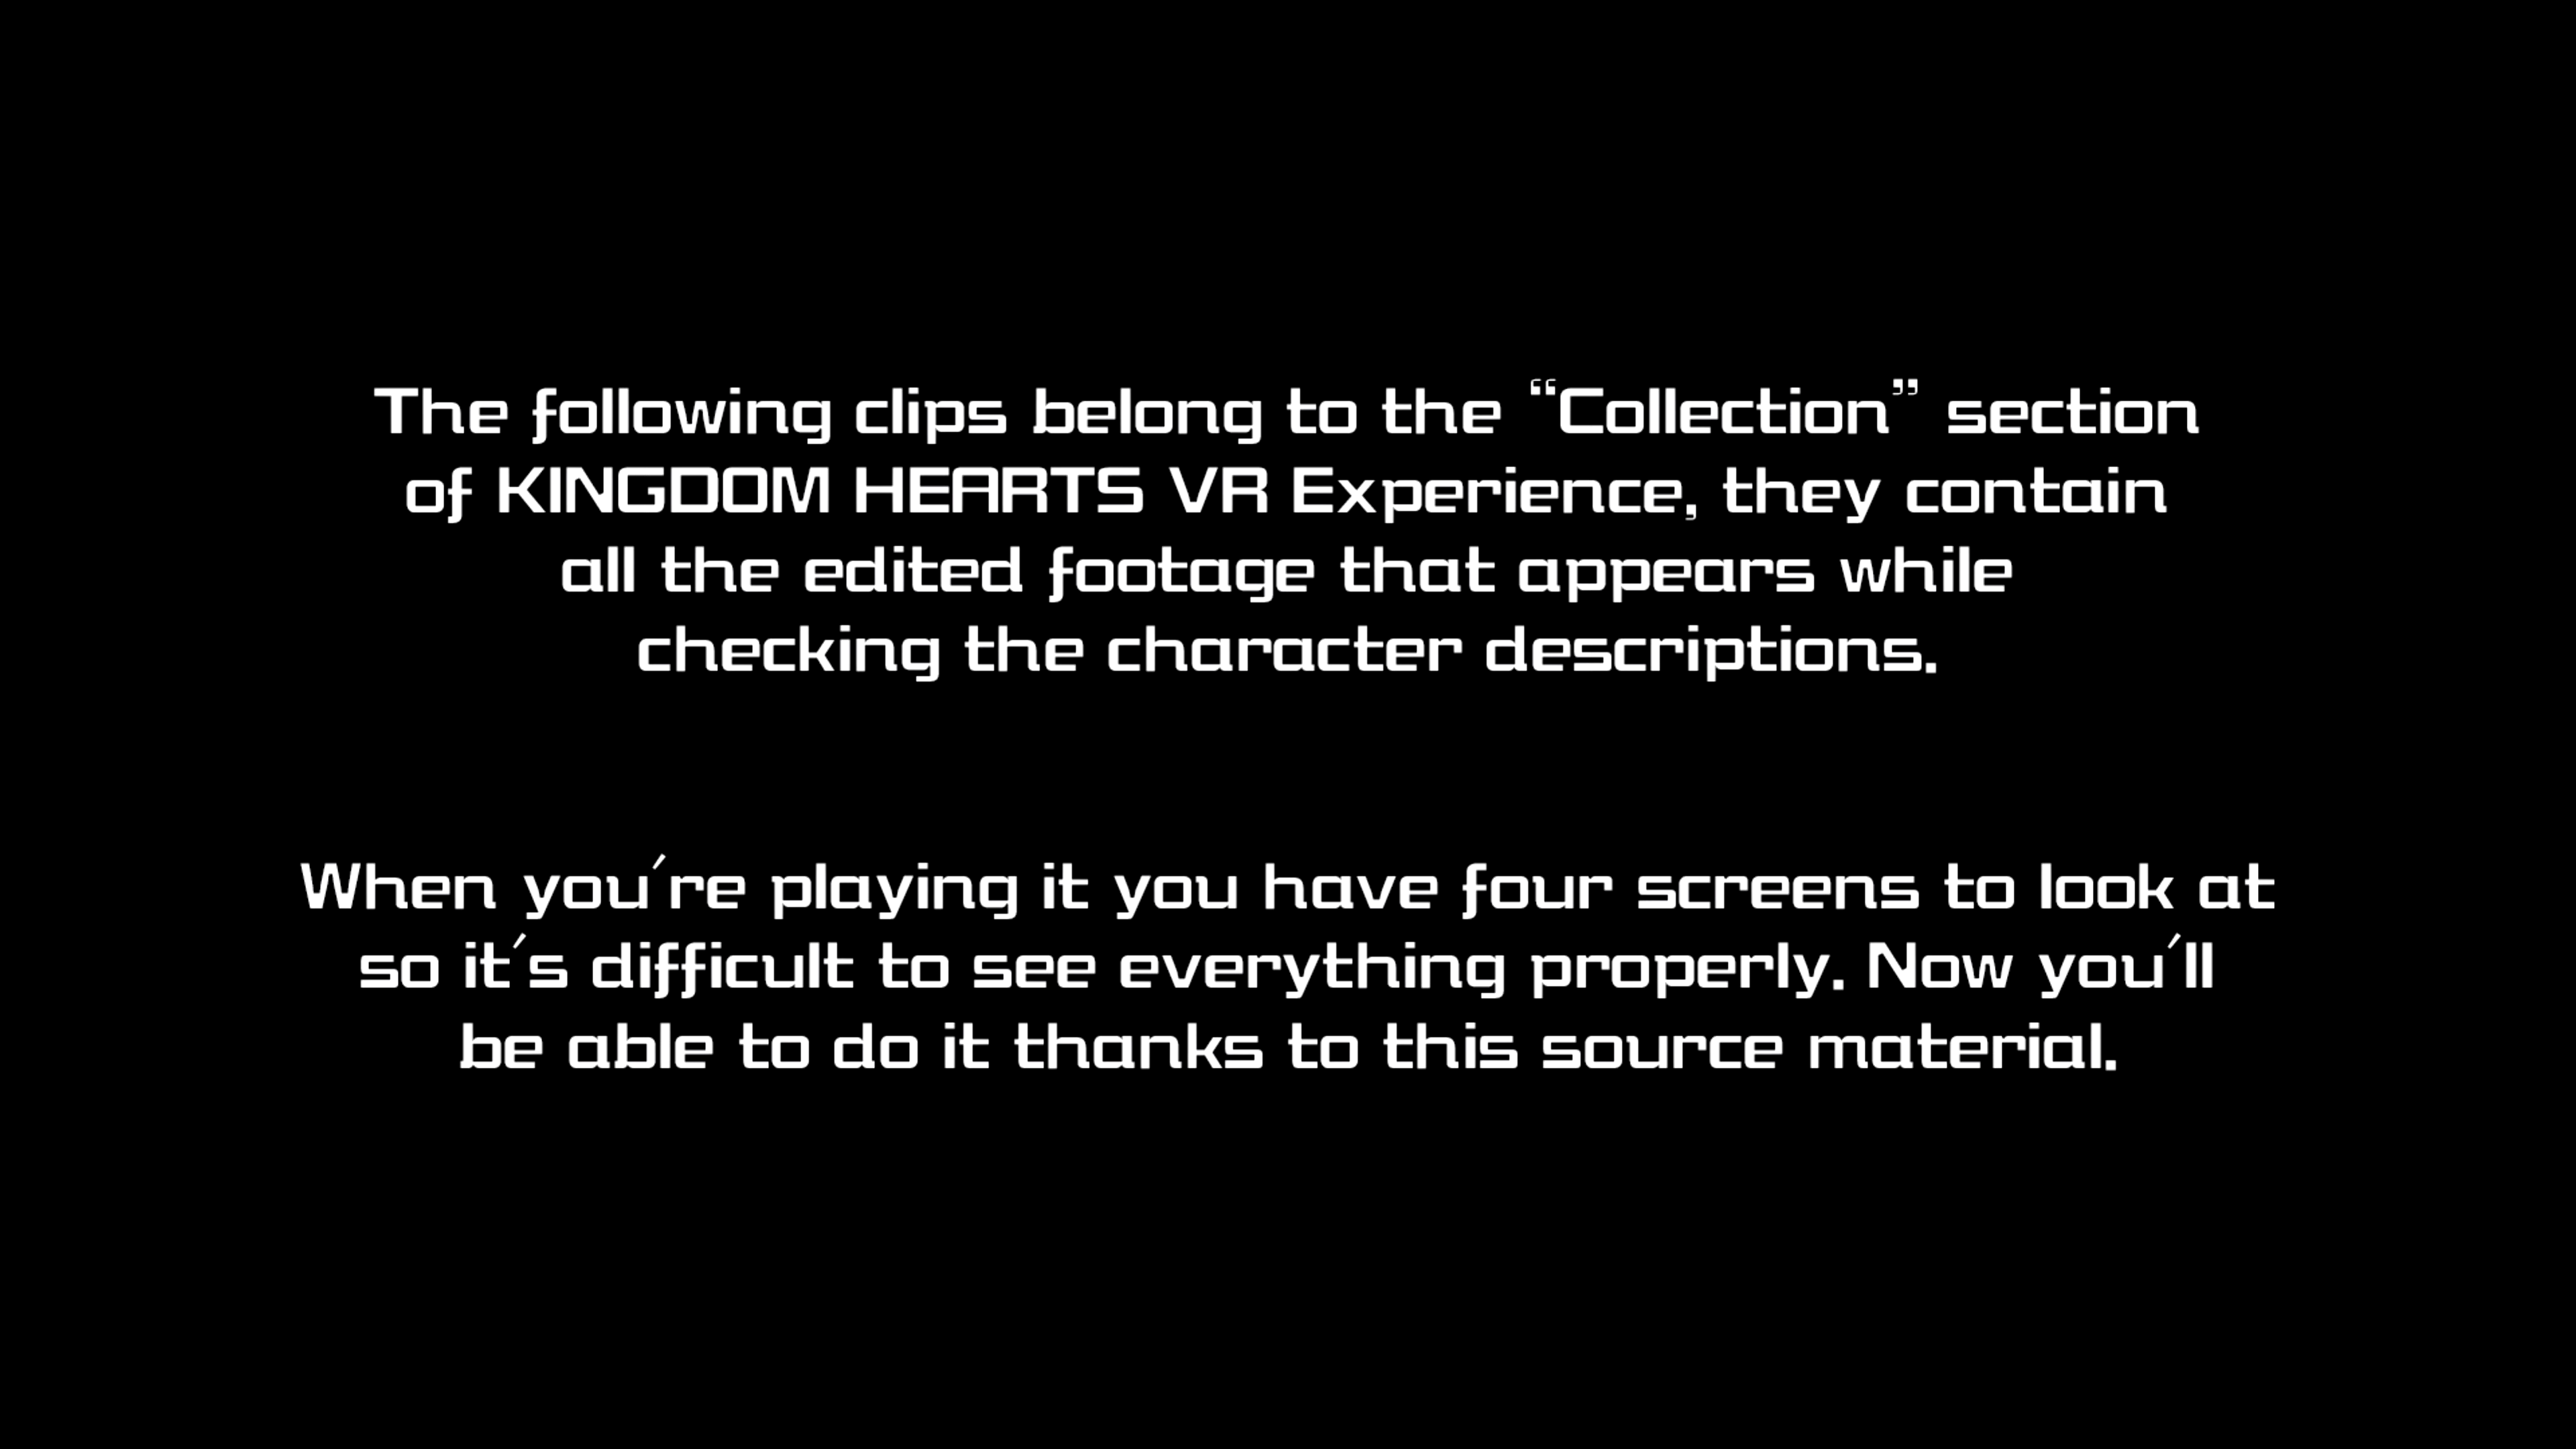 The following clips belong to the “Collection” section
of KINGDOM HEARTS VR Experience, they contain
all the edited footage that appears while
checking the character descriptions.
When you′re playing it you have four screens to look at
so it′s difficult to see everything properly. Now you′ll
be able to do it thanks to this source material.